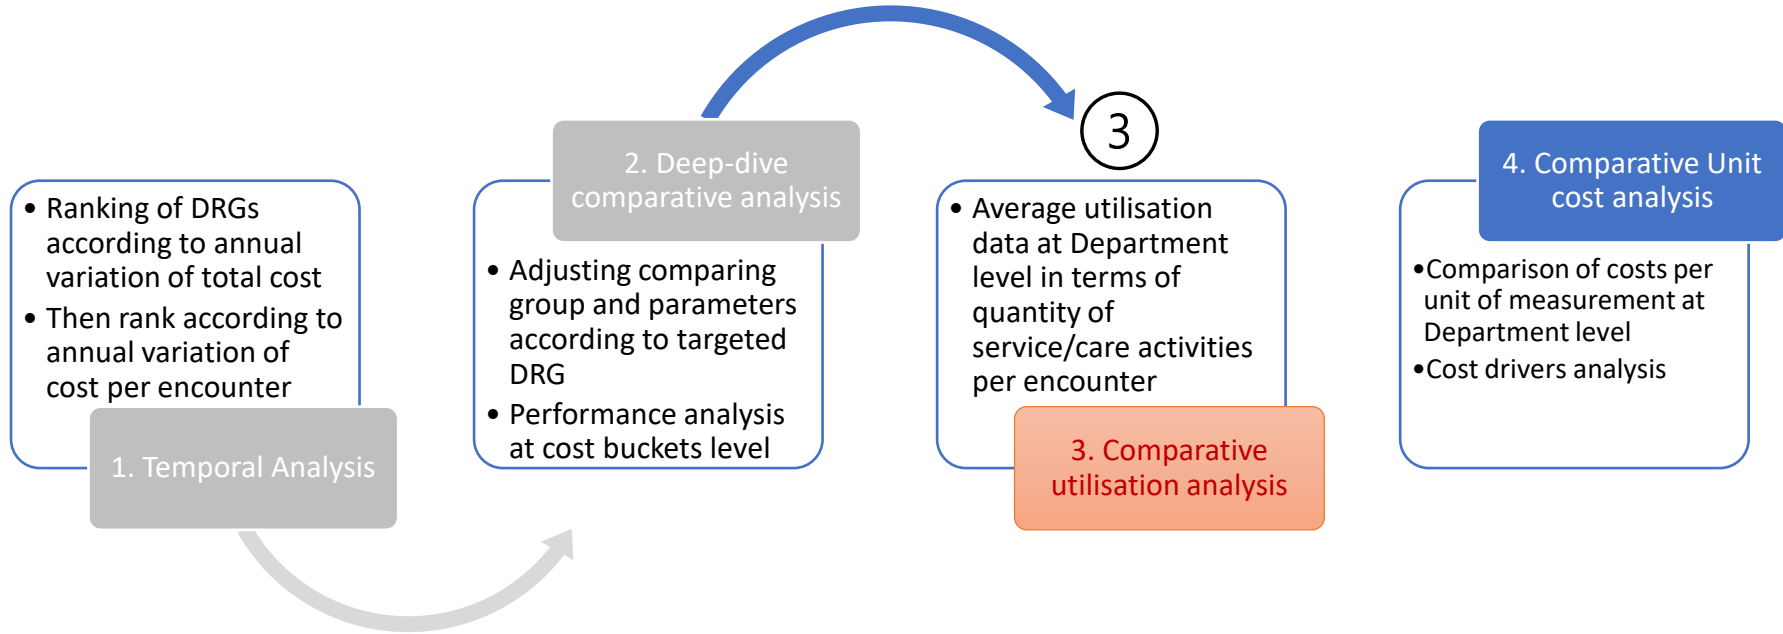 • Ranking of DRGs
according to annual
variation of total cost
• Then rank according to
annual variation of
cost per encounter
1. Temporal Analysis
2. Deep-dive
comparative analysis
• Adjusting comparing
group and parameters
according to targeted
DRG
• Performance analysis
at cost buckets level
3
• Average utilisation
data at Department
level in terms of
quantity of
service/care activities
per encounter
3. Comparative
utilisation analysis
4. Comparative Unit
cost analysis
•Comparison of costs per
unit of measurement at
Department level
•Cost drivers analysis